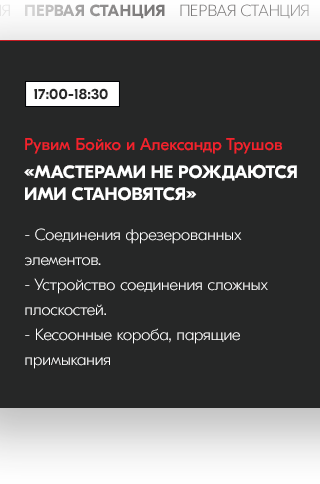 Я ПЕРВАЯ СТАНЦИЯ ПЕРВАЯ СТАНЦИЯ
17:00-18:30
Рувим Бойко и Александр Трушов
«МАСТЕРАМИ НЕ РОЖДАЮТСЯ
ИМИ СТАНОВЯТСЯ»
- Соединения фрезерованных
элементов.
- Устройство соединения сложных
плоскостей.
- Кесоонные короба, парящие
примыкания